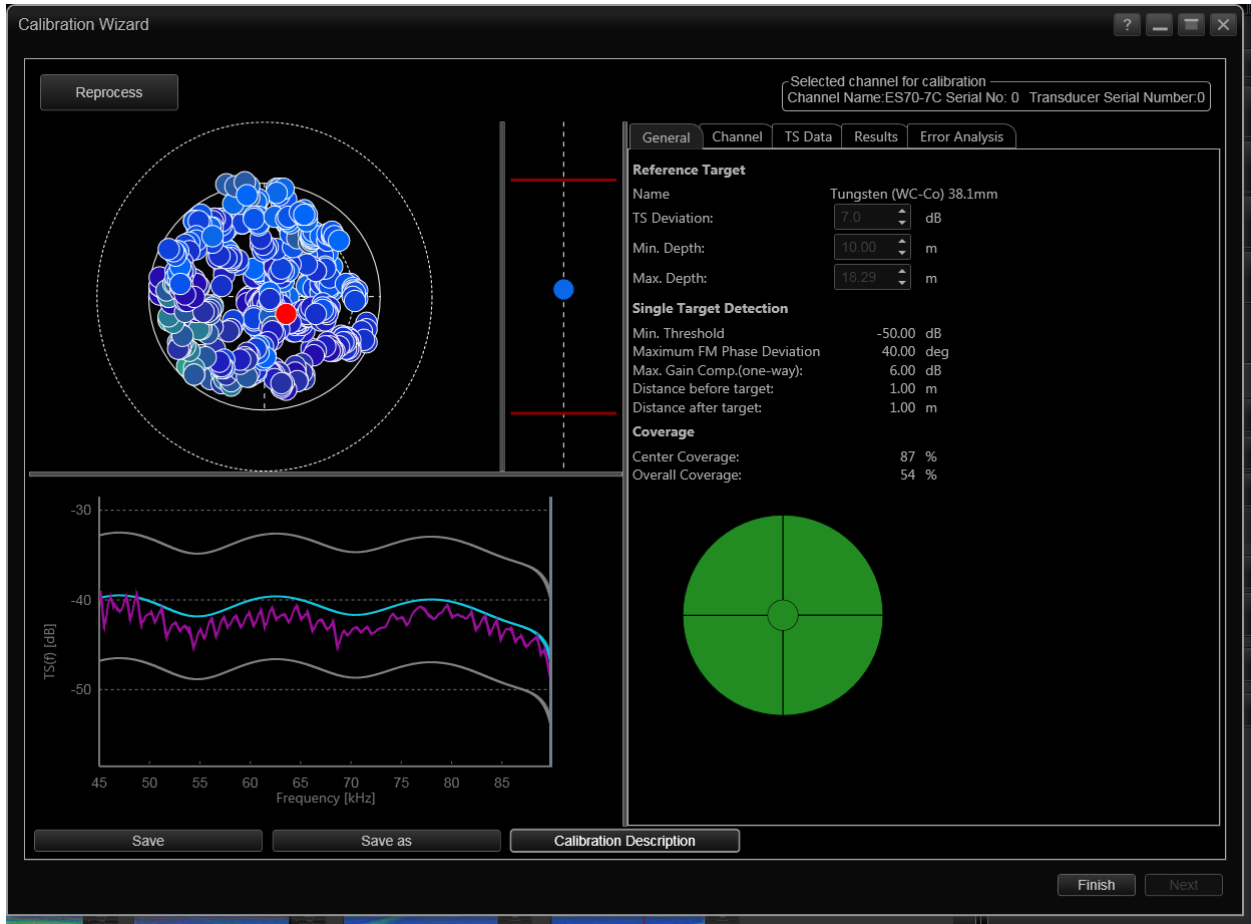 Calibration Wizard
?
Reprocess
Selected channel for calibration
Channel Name:ES70-7C Serial No: 0 Transducer Serial Number:0
General Channel TS Data Results Error Analysis
Reference Target
Name Tungsten (WC-Co) 38.1mm
TS Deviation: 7.0 dB
Min. Depth: 10.00 m
Max. Depth: 18.29 m
Single Target Detection
Min. Threshold -50.00 dB
Maximum FM Phase Deviation 40.00 deg
Max. Gain Comp.(one-way): 6.00 dB
Distance before target: 1.00 m
Distance after target: 1.00 m
Coverage
Center Coverage: 87 %
Overall Coverage: 54 %
-30
-40
-50
TS(f) [dB]
45 50 55 60 65 70 75 80 85
Frequency [kHz]
Save Save as Calibration Description
Finish Next